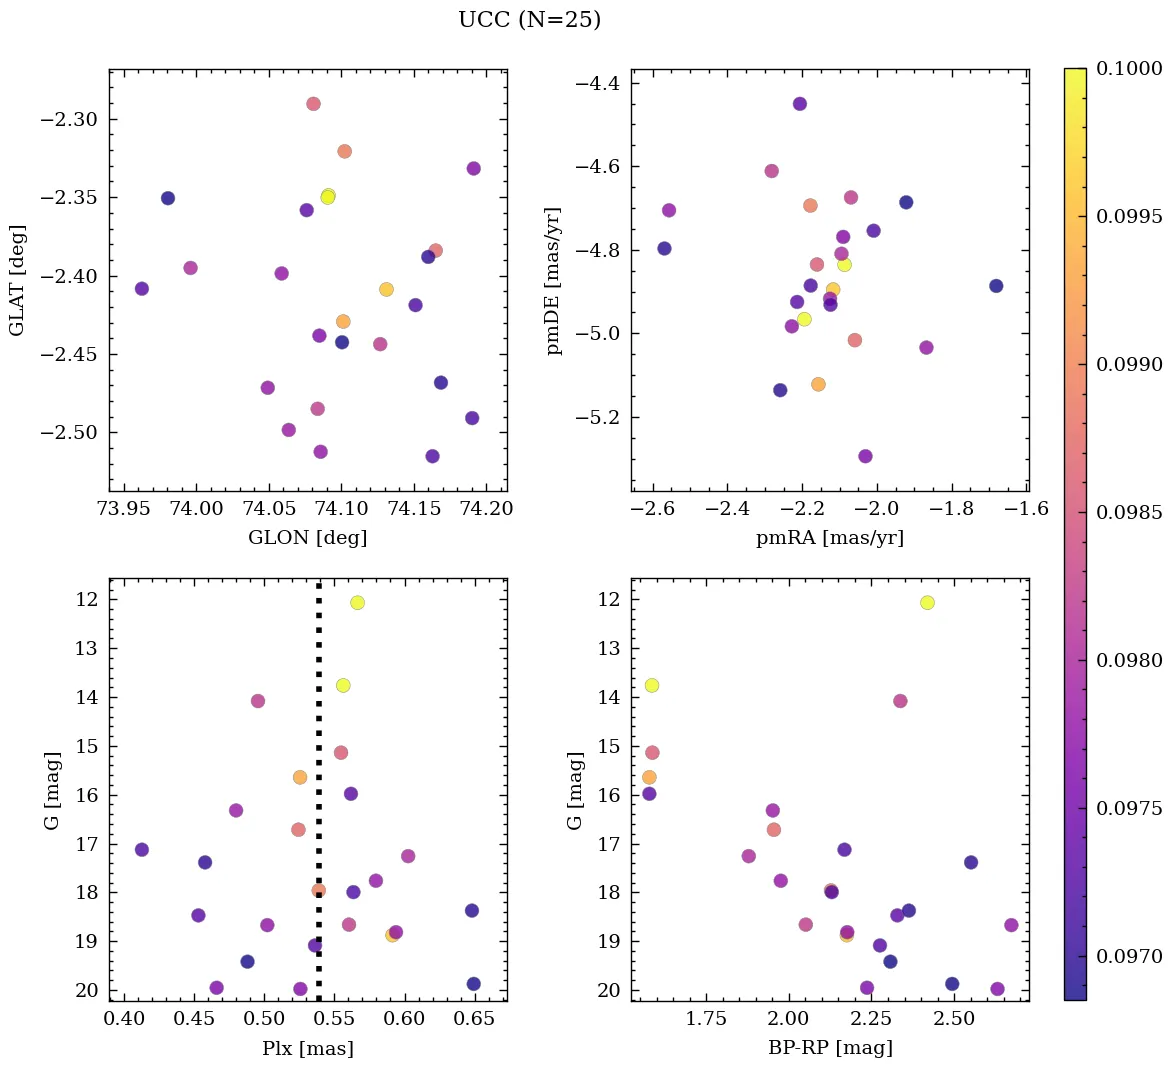 UCC (N=25)
−2.30
−2.35
−2.40
−2.45
−2.50
GLAT [deg]
73.95 74.00 74.05 74.10 74.15 74.20
GLON [deg]
−4.4
−4.6
−4.8
−5.0
−5.2
pmDE [mas/yr]
−2.6 −2.4 −2.2 −2.0 −1.8 −1.6
pmRA [mas/yr]
12
13
14
15
16
17
18
19
20
G [mag]
0.40 0.45 0.50 0.55 0.60 0.65
Plx [mas]
12
13
14
15
16
17
18
19
20
G [mag]
1.75 2.00 2.25 2.50
BP-RP [mag]
0.1000
0.0995
0.0990
0.0985
0.0980
0.0975
0.0970